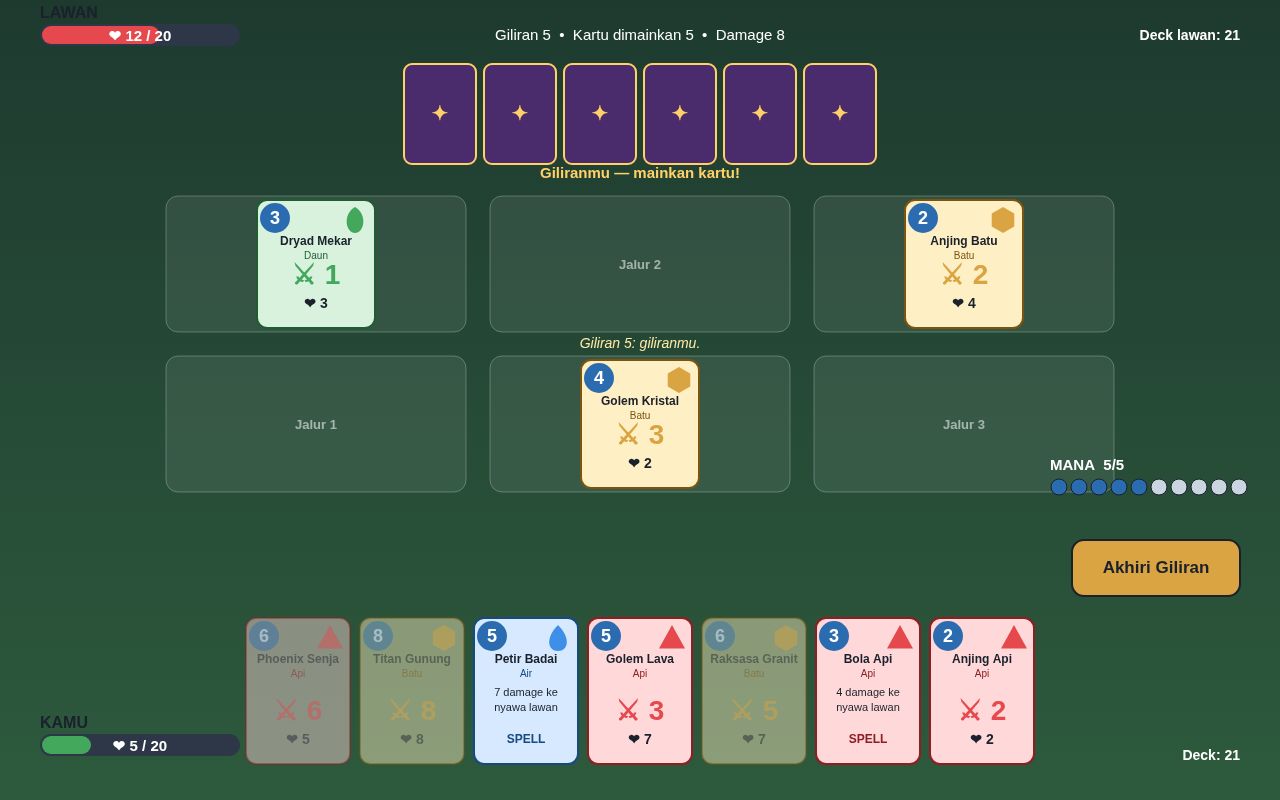 LAWAN
❤ 12 / 20
Giliran 5 • Kartu dimainkan 5 • Damage 8
Deck lawan: 21
✦ ✦ ✦ ✦ ✦ ✦
Giliranmu — mainkan kartu!
3
Dryad Mekar
Daun
⚔ 1
❤ 3
Jalur 2
2
Anjing Batu
Batu
⚔ 2
❤ 4
Giliran 5: giliranmu.
Jalur 1
4
Golem Kristal
Batu
⚔ 3
❤ 2
Jalur 3
MANA 5/5
Akhiri Giliran
6
Phoenix Senja
Api
⚔ 6
❤ 5
8
Titan Gunung
Batu
⚔ 8
❤ 8
5
Petir Badai
Air
7 damage ke
nyawa lawan
SPELL
5
Golem Lava
Api
⚔ 3
❤ 7
6
Raksasa Granit
Batu
⚔ 5
❤ 7
3
Bola Api
Api
4 damage ke
nyawa lawan
SPELL
2
Anjing Api
Api
⚔ 2
❤ 2
KAMU
❤ 5 / 20
Deck: 21